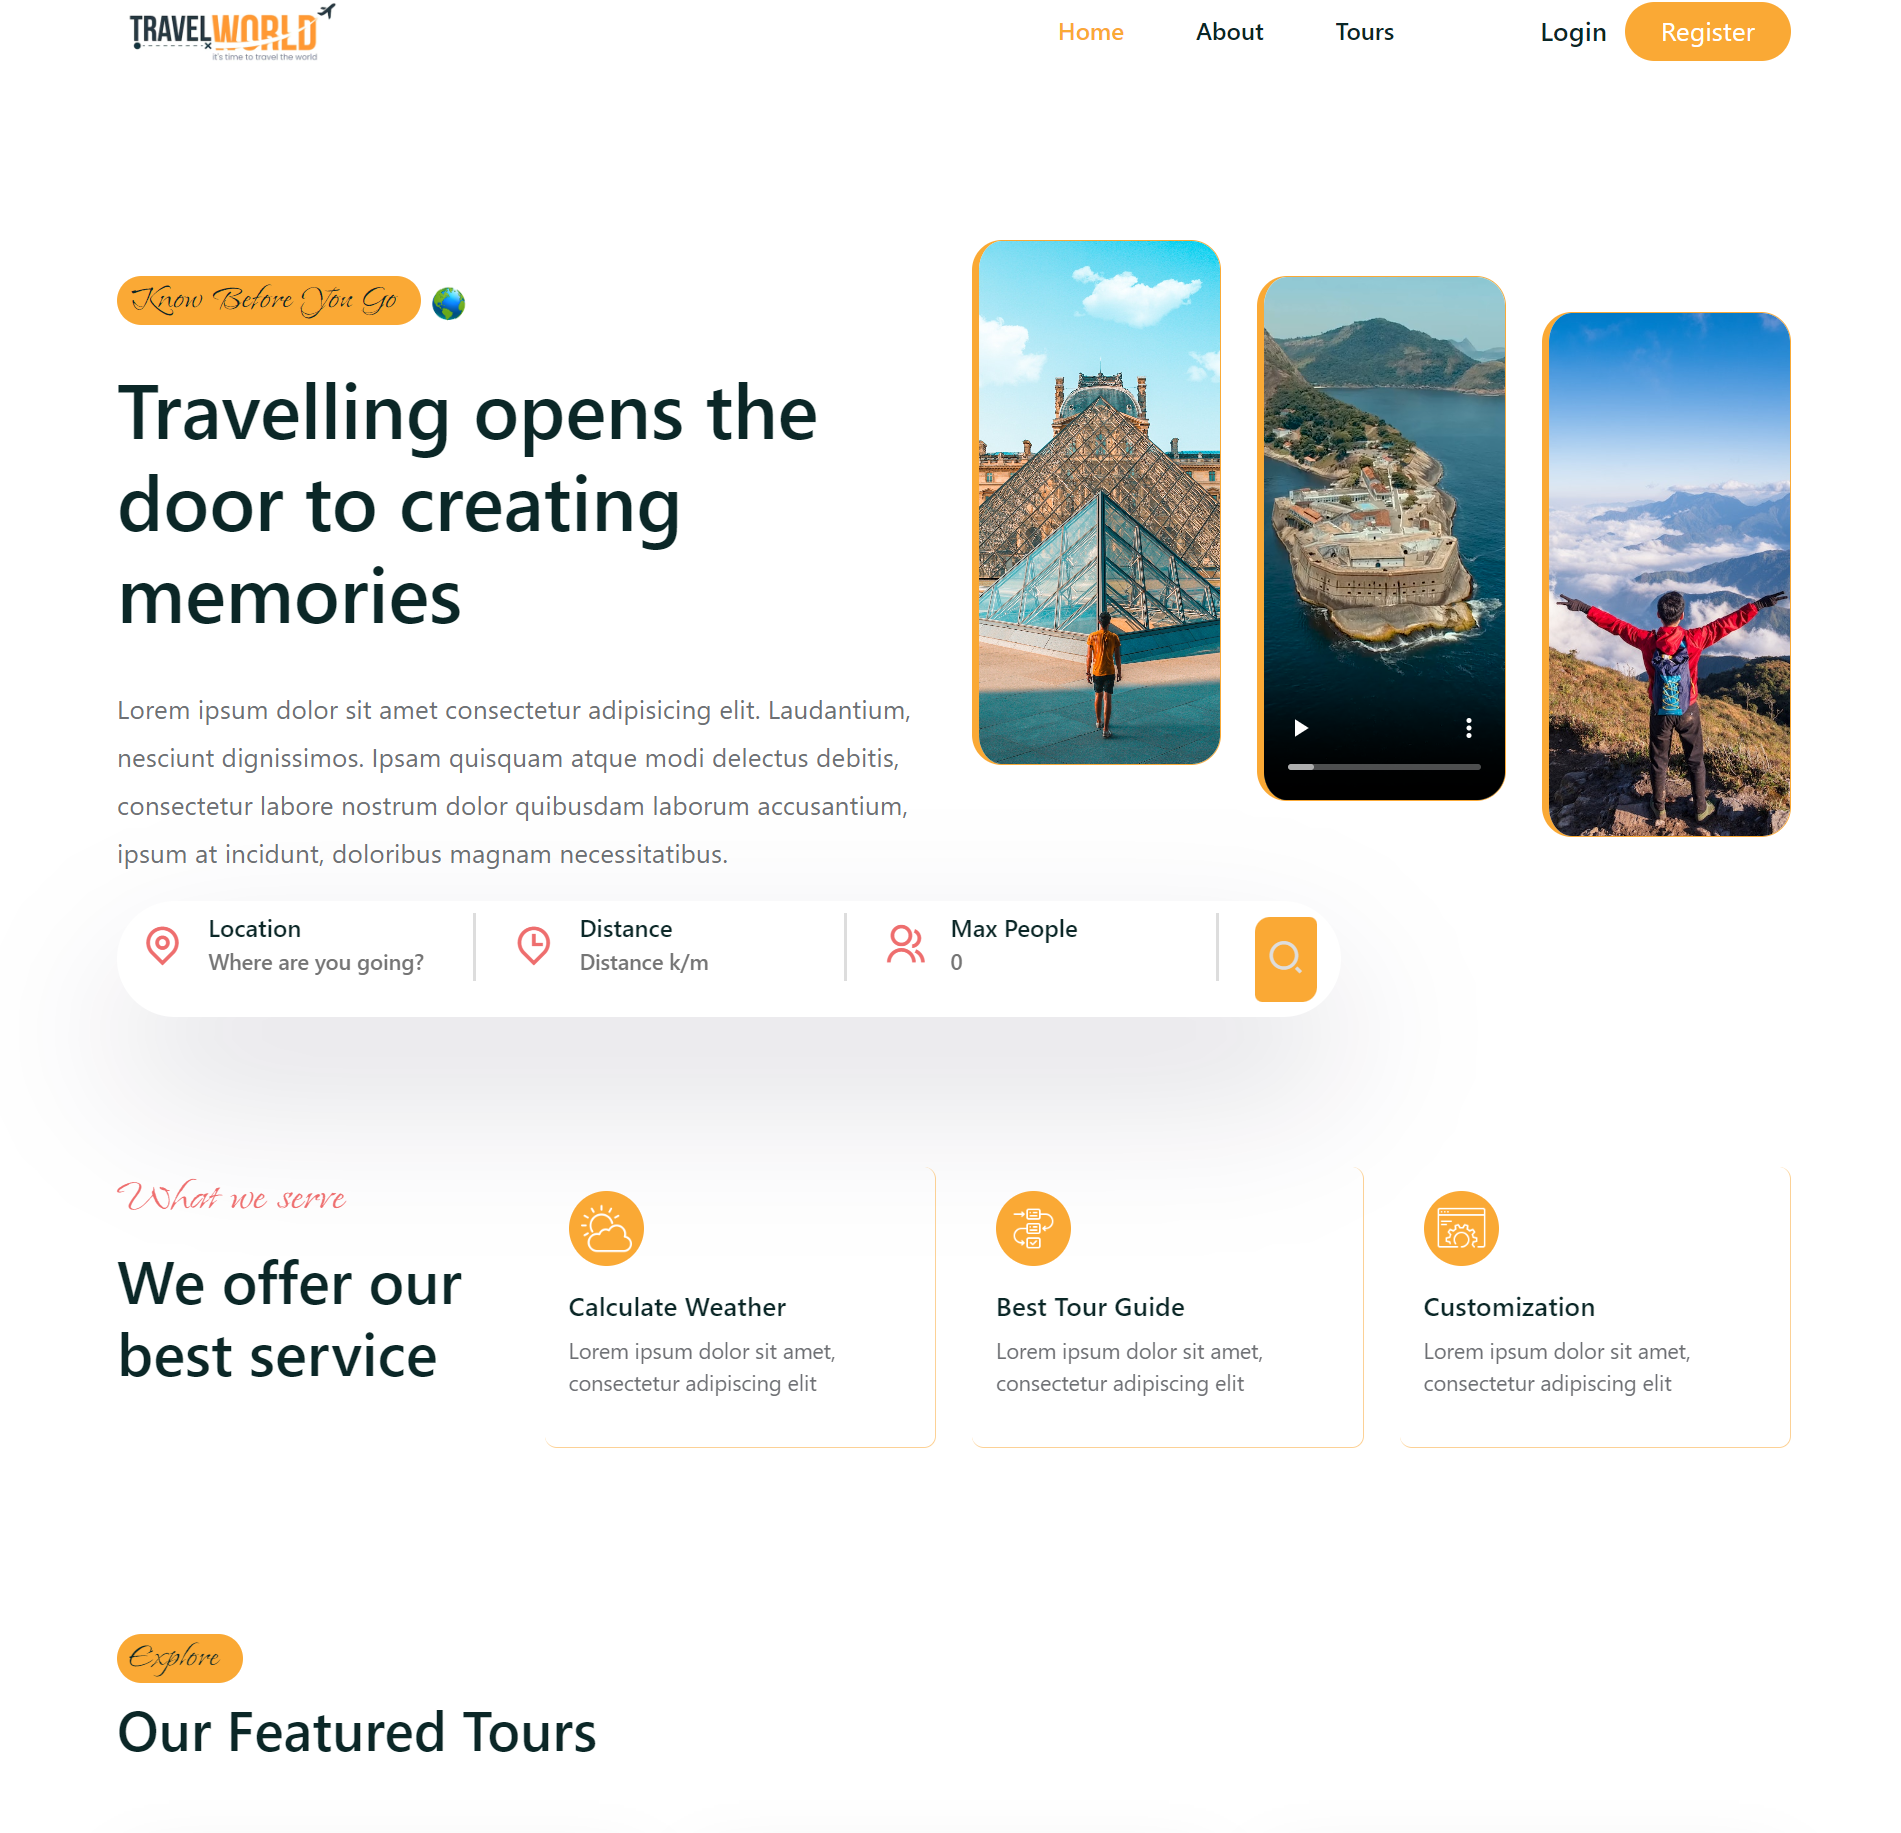 TRAVELWORLD
it's time to travel the world
Home
About
Tours
Login
Register
Know Before You Go
Travelling opens the
door to creating
memories
Lorem ipsum dolor sit amet consectetur adipisicing elit. Laudantium,
nesciunt dignissimos. Ipsam quisquam atque modi delectus debitis,
consectetur labore nostrum dolor quibusdam laborum accusantium,
ipsum at incidunt, doloribus magnam necessitatibus.
Location
Where are you going?
Distance
Distance k/m
Max People
0
What we serve
We offer our
best service
Calculate Weather
Lorem ipsum dolor sit amet,
consectetur adipiscing elit
Best Tour Guide
Lorem ipsum dolor sit amet,
consectetur adipiscing elit
Customization
Lorem ipsum dolor sit amet,
consectetur adipiscing elit
Explore
Our Featured Tours